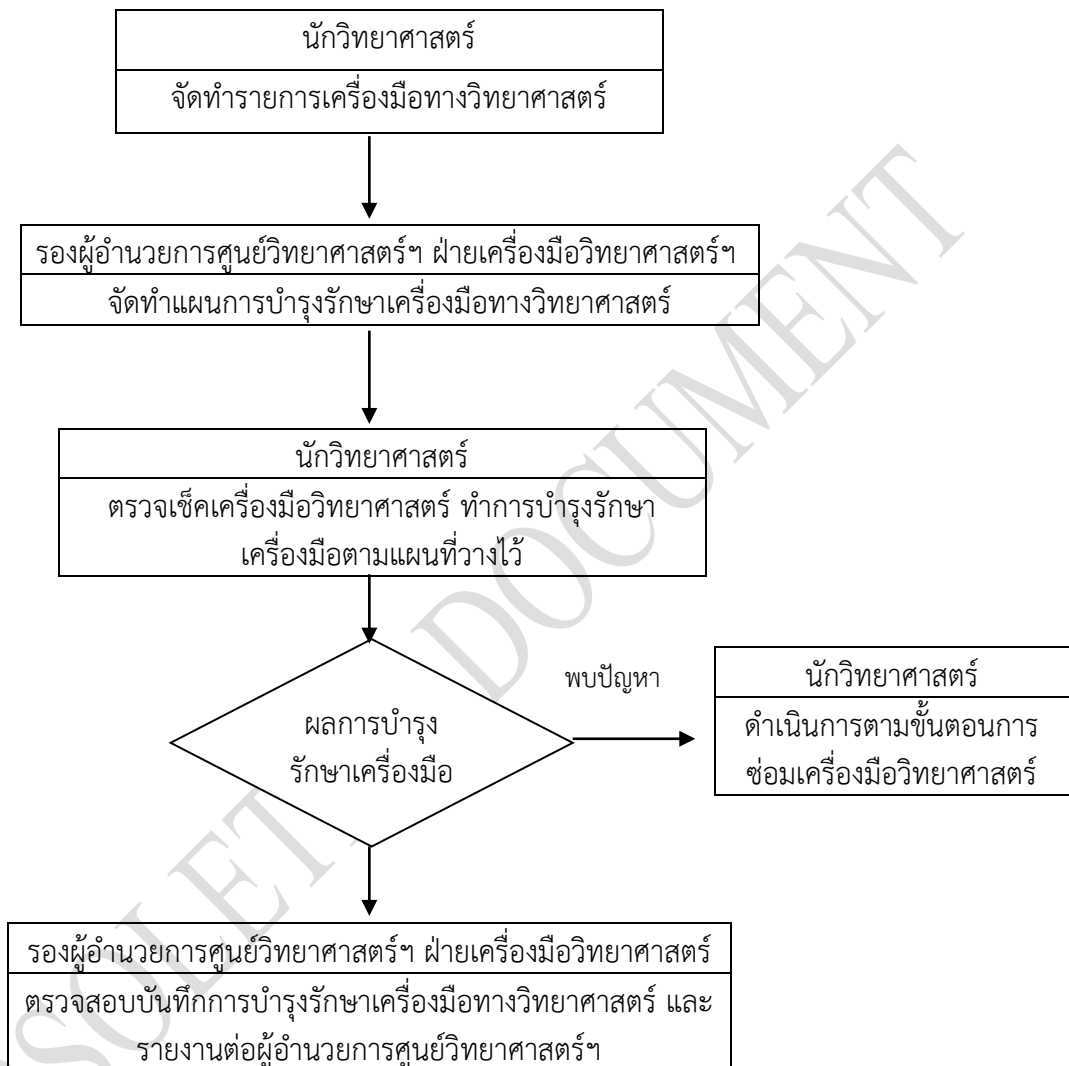 นักวิทยาศาสตร์
จัดทำรายการเครื่องมือทางวิทยาศาสตร์
รองผู้อำนวยการศูนย์วิทยาศาสตร์ฯ ฝ่ายเครื่องมือวิทยาศาสตร์ฯ
จัดทำแผนการบำรุงรักษาเครื่องมือทางวิทยาศาสตร์
นักวิทยาศาสตร์
ตรวจเช็คเครื่องมือวิทยาศาสตร์ ทำการบำรุงรักษา
เครื่องมือตามแผนที่วางไว้
ผลการบำรุง
รักษาเครื่องมือ
พบปัญหา
นักวิทยาศาสตร์
ดำเนินการตามขั้นตอนการ
ซ่อมเครื่องมือวิทยาศาสตร์
รองผู้อำนวยการศูนย์วิทยาศาสตร์ฯ ฝ่ายเครื่องมือวิทยาศาสตร์
ตรวจสอบบันทึกการบำรุงรักษาเครื่องมือทางวิทยาศาสตร์ และ
รายงานต่อผู้อำนวยการศูนย์วิทยาศาสตร์ฯ
DOCUMENT